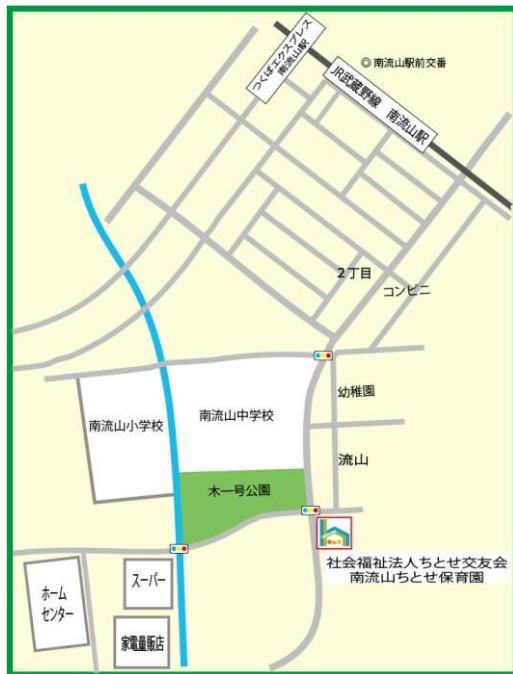 つくばエクスプレス
南流山駅
◎南流山駅前交番
JR武蔵野線 南流山駅
2丁目
コンビニ
幼稚園
南流山中学校
南流山小学校
流山
木一号公園
社会福祉法人ちとせ交友会
南流山ちとせ保育園
スーパー
ホーム
センター
家電量販店